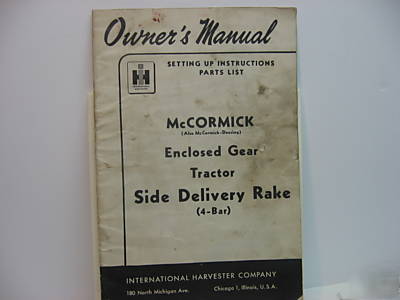 Owner's Manual
SETTING UP INSTRUCTIONS
PARTS LIST
IH
McCORMICK
(Also McCormick-Deering)
Enclosed Gear
Tractor
Side Delivery Rake
(4-Bar)
INTERNATIONAL HARVESTER COMPANY
180 North Michigan Ave. Chicago 1, Illinois, U.S.A.